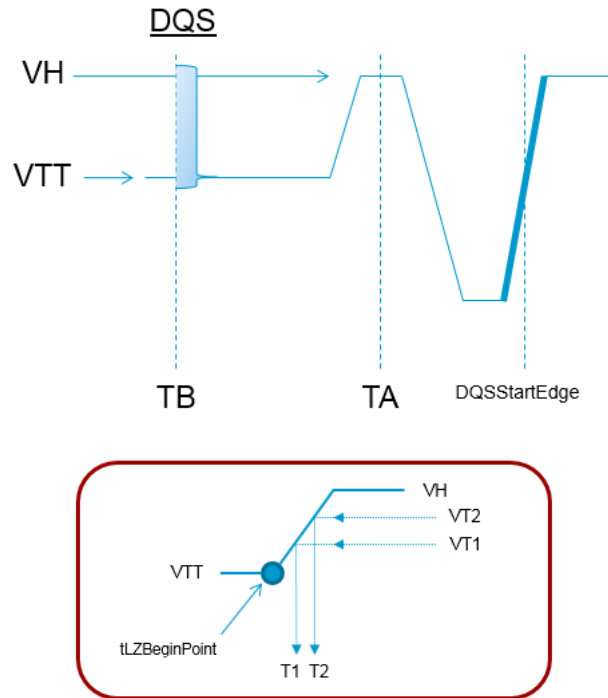 DQS
VH
VTT
TB
TA
DQSStartEdge
VH
VT2
VT1
VTT
tLZBeginPoint
T1
T2